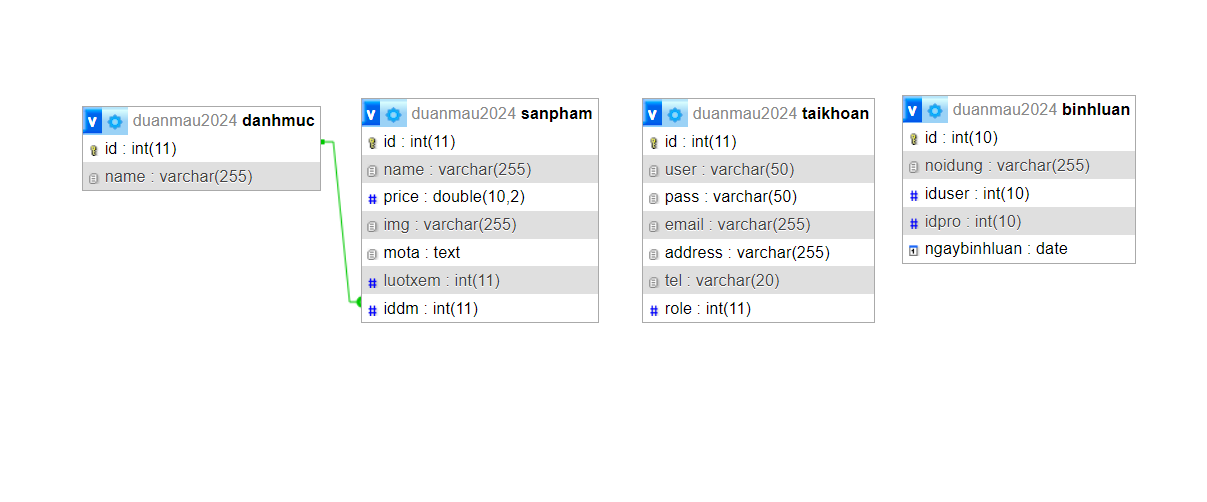 duanmau2024 danhmuc
id : int(11)
name : varchar(255)
duanmau2024 sanpham
id : int(11)
name : varchar(255)
price : double(10,2)
img : varchar(255)
mota : text
luotxem : int(11)
iddm : int(11)
duanmau2024 taikhoan
id : int(11)
user : varchar(50)
pass : varchar(50)
email : varchar(255)
address : varchar(255)
tel : varchar(20)
role : int(11)
duanmau2024 binhluan
id : int(10)
noidung : varchar(255)
iduser : int(10)
idpro : int(10)
ngaybinhluan : date